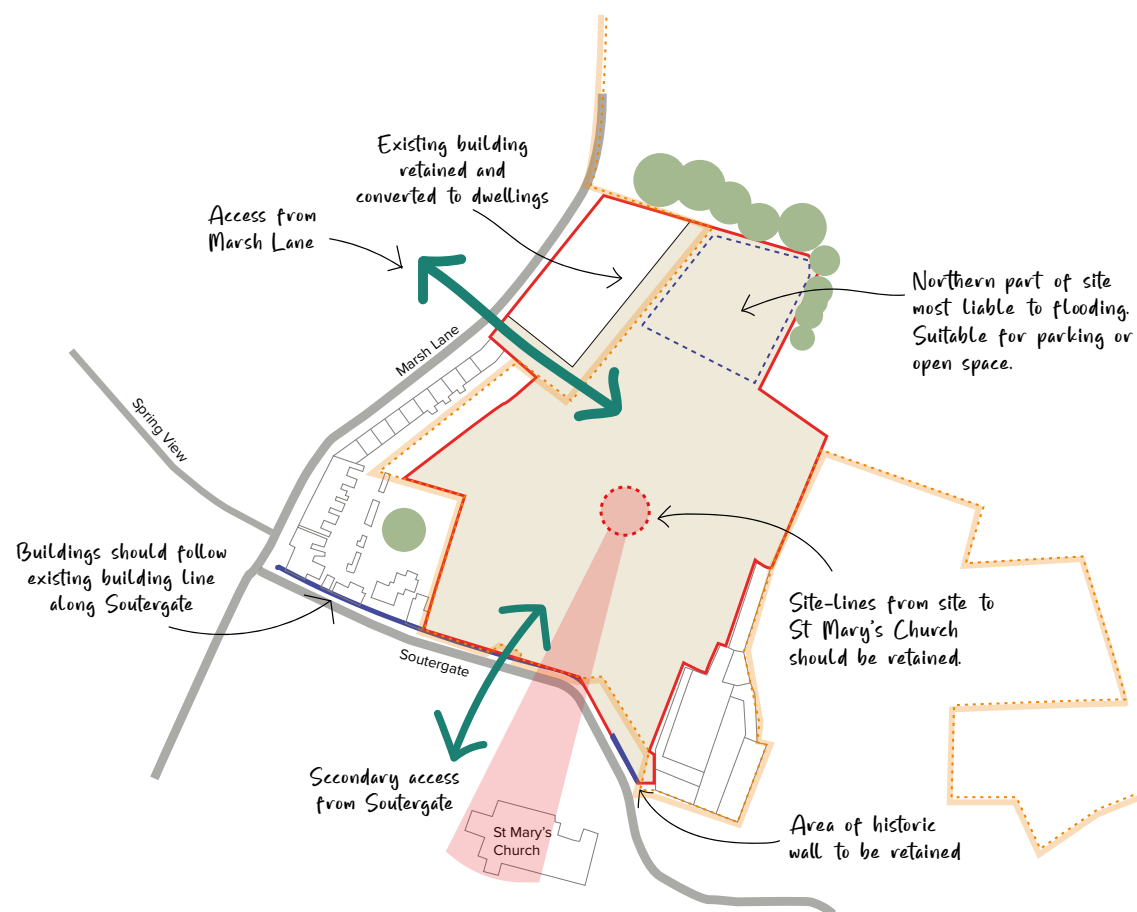 Existing building
retained and
converted to dwellings
Access from
Marsh Lane
Northern part of site
most liable to flooding.
Suitable for parking or
open space.
Marsh Lane
Spring View
Buildings should follow
existing building line
along Soutergate
Site-lines from site to
St Mary's Church
should be retained.
Soutergate
Secondary access
from Soutergate
St Mary's
Church
Area of historic
wall to be retained